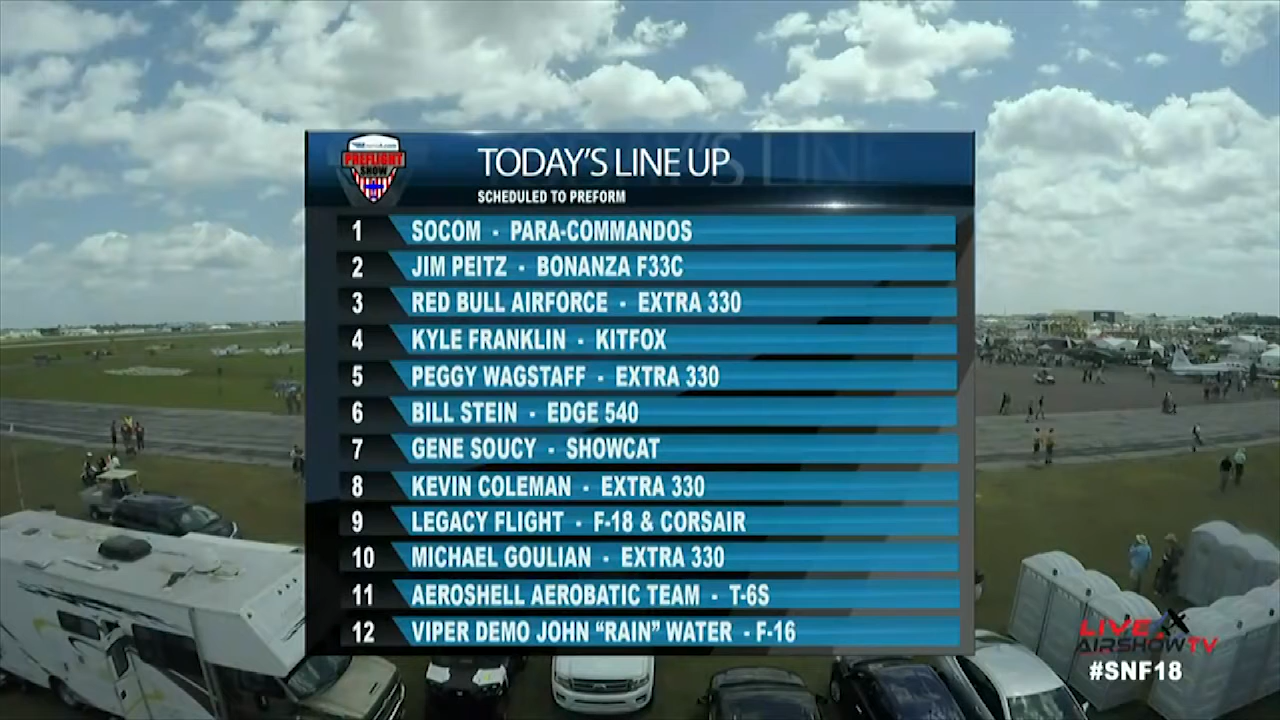 PREFLIGHT
SHOW
TODAY'S LINE UP
SCHEDULED TO PREFORM
1 SOCOM - PARA-COMMANDOS
2 JIM PEITZ - BONANZA F33C
3 RED BULL AIRFORCE - EXTRA 330
4 KYLE FRANKLIN - KITFOX
5 PEGGY WAGSTAFF - EXTRA 330
6 BILL STEIN - EDGE 540
7 GENE SOUCY - SHOWCAT
8 KEVIN COLEMAN - EXTRA 330
9 LEGACY FLIGHT - F-18 & CORSAIR
10 MICHAEL GOULIAN - EXTRA 330
11 AEROSHELL AEROBATIC TEAM - T-6S
12 VIPER DEMO JOHN “RAIN” WATER - F-16
LIVE
AIRSHOWTV
#SNF18